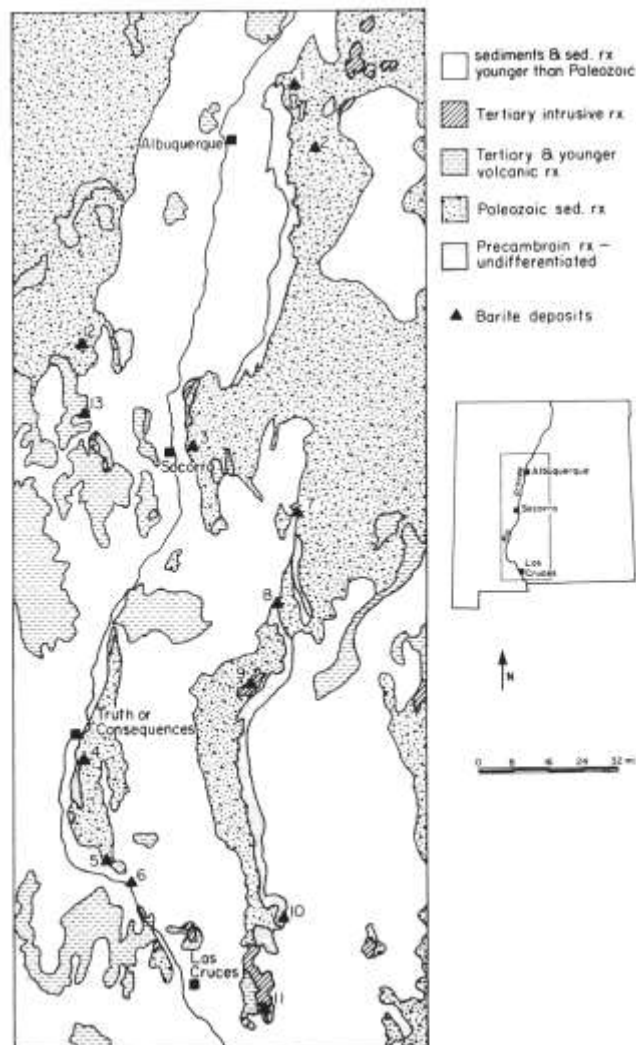 sediments & sed. rx
younger than Paleozoic
Tertiary intrusive rx
Tertiary & younger
volcanic rx
Paleozoic sed. rx
Precambrain rx -
undifferentiated
Barite deposits
1
Albuquerque
2
13
3
Socorro
7
8
9
Truth or
Consequences
4
5
6
10
Las
Cruces
11
Albuquerque
Socorro
Las
Cruces
N
0 8 16 24 32 mi